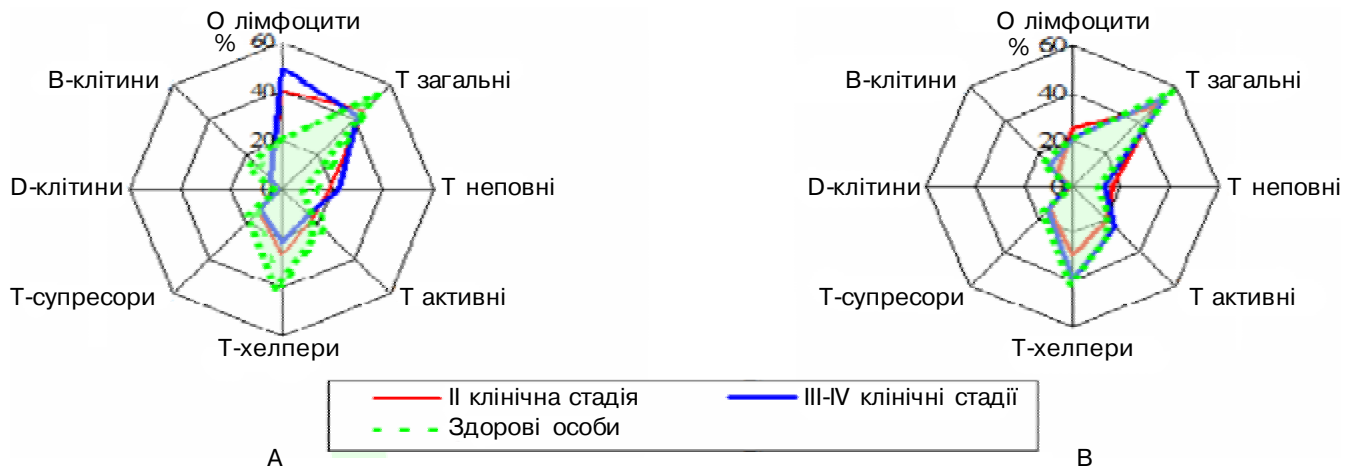 О лімфоцити
% 60
В-клітини
Т загальні
40
20
D-клітини
0
Т неповні
Т-супресори
Т активні
Т-хелпери
О лімфоцити
% 60
В-клітини
Т загальні
40
20
D-клітини
0
Т неповні
Т-супресори
Т активні
Т-хелпери
II клінічна стадія
III-IV клінічні стадії
Здорові особи
А
В